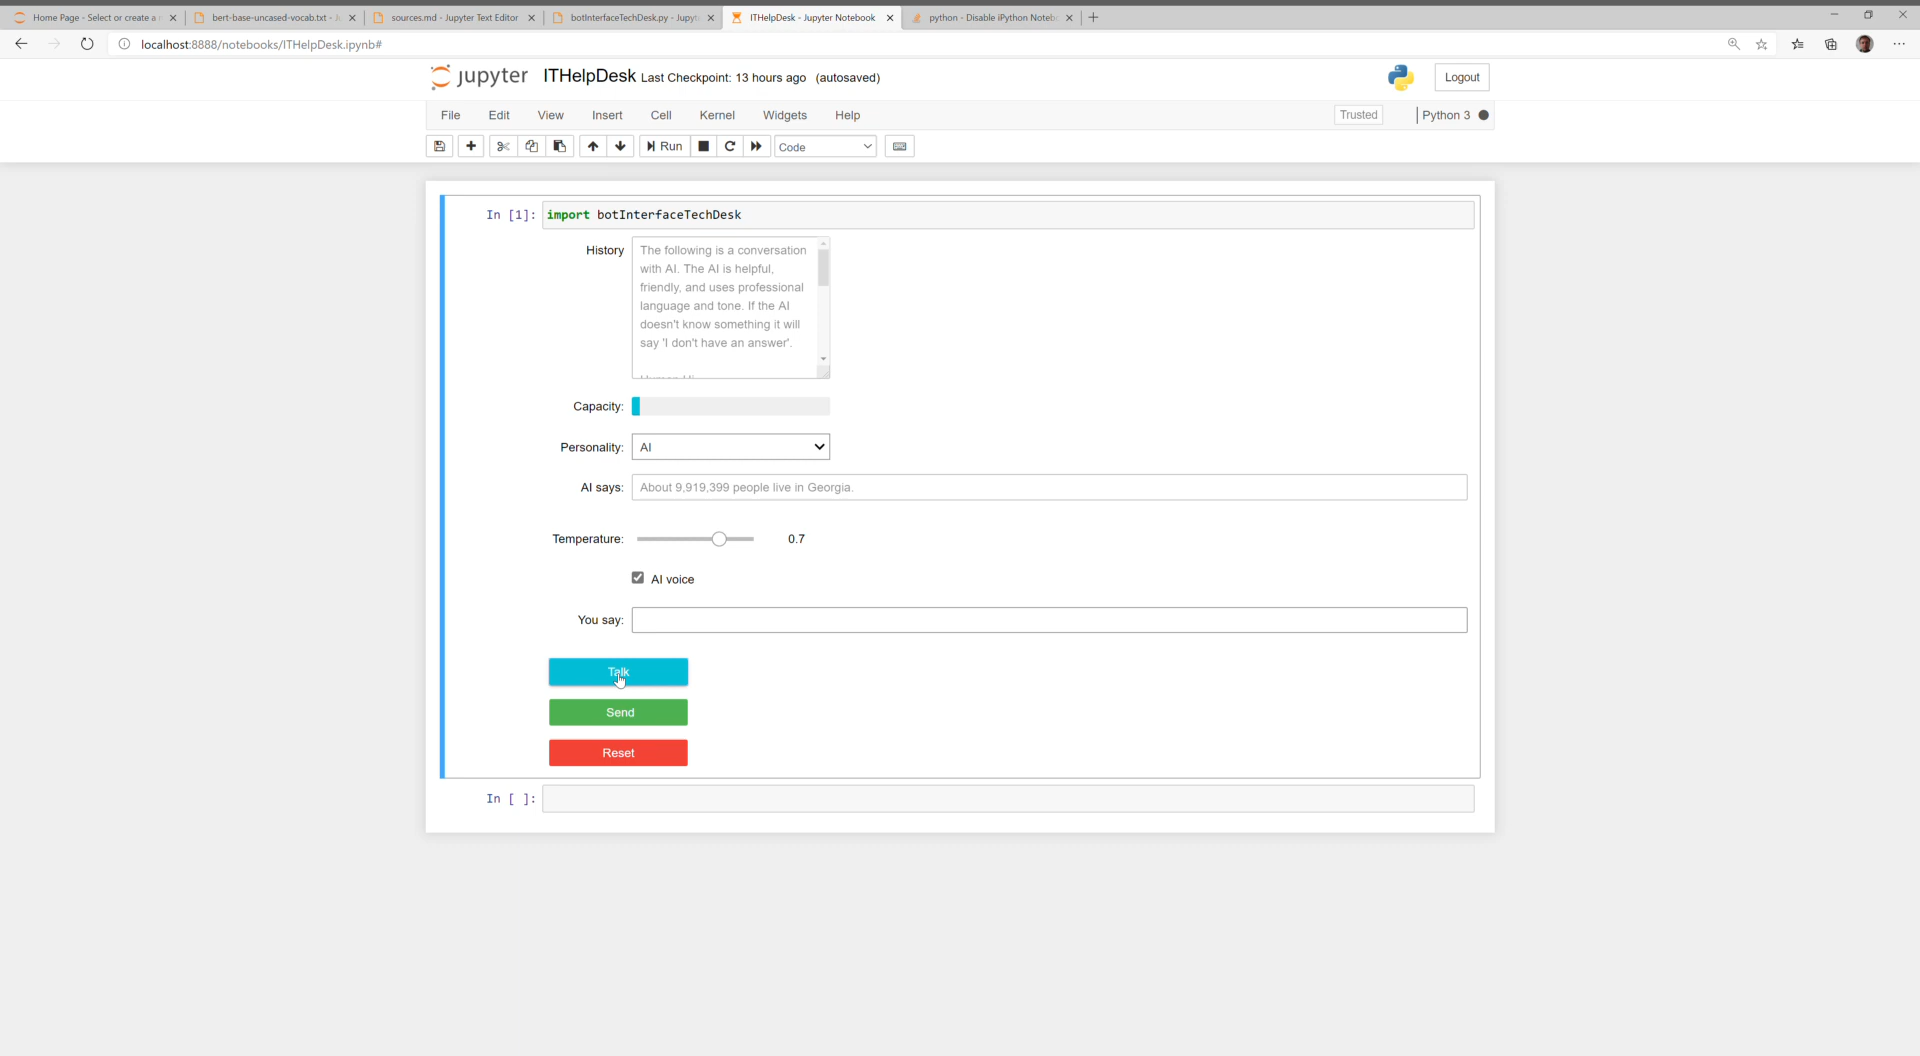 Home Page - Select or create a n
bert-base-uncased-vocab.txt - Ju
sources.md - Jupyter Text Editor
botInterfaceTechDesk.py - Jupyt
ITHelpDesk - Jupyter Notebook
python - Disable iPython Notebo
localhost:8888/notebooks/ITHelpDesk.ipynb#
jupyter ITHelpDesk Last Checkpoint: 13 hours ago (autosaved)
Logout
File Edit View Insert Cell Kernel Widgets Help
Trusted Python 3
Run Code
In [1]: import botInterfaceTechDesk
History
The following is a conversation
with AI. The AI is helpful,
friendly, and uses professional
language and tone. If the AI
doesn't know something it will
say 'I don't have an answer'.
Capacity:
Personality: AI
AI says: About 9,919,399 people live in Georgia.
Temperature: 0.7
AI voice
You say:
Talk
Send
Reset
In [ ]: